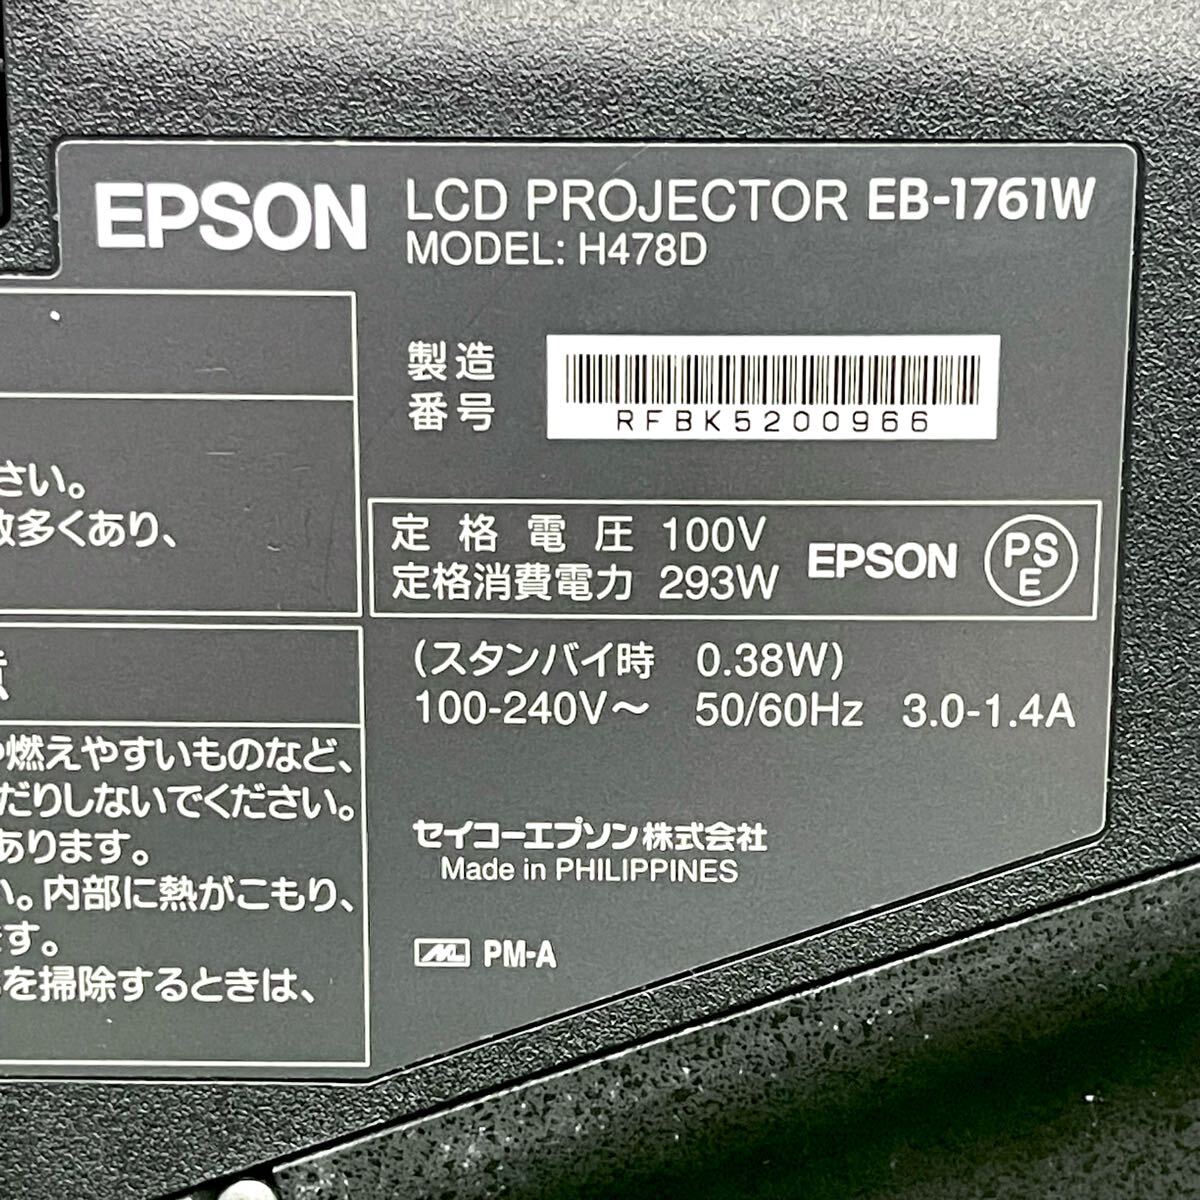 EPSON
LCD PROJECTOR EB-1761W
MODEL: H478D
製造
番号
RFBK5200966
定格電圧 100V
定格消費電力 293W
EPSON
PS
E
(スタンバイ時 0.38W)
100-240V～ 50/60Hz 3.0-1.4A
セイコーエプソン株式会社
Made in PHILIPPINES
PM-A
さい。
数多くあり、
意
や燃えやすいものなど、
だりしないでください。
あります。
い。内部に熱がこもり、
ます。
を掃除するときは、